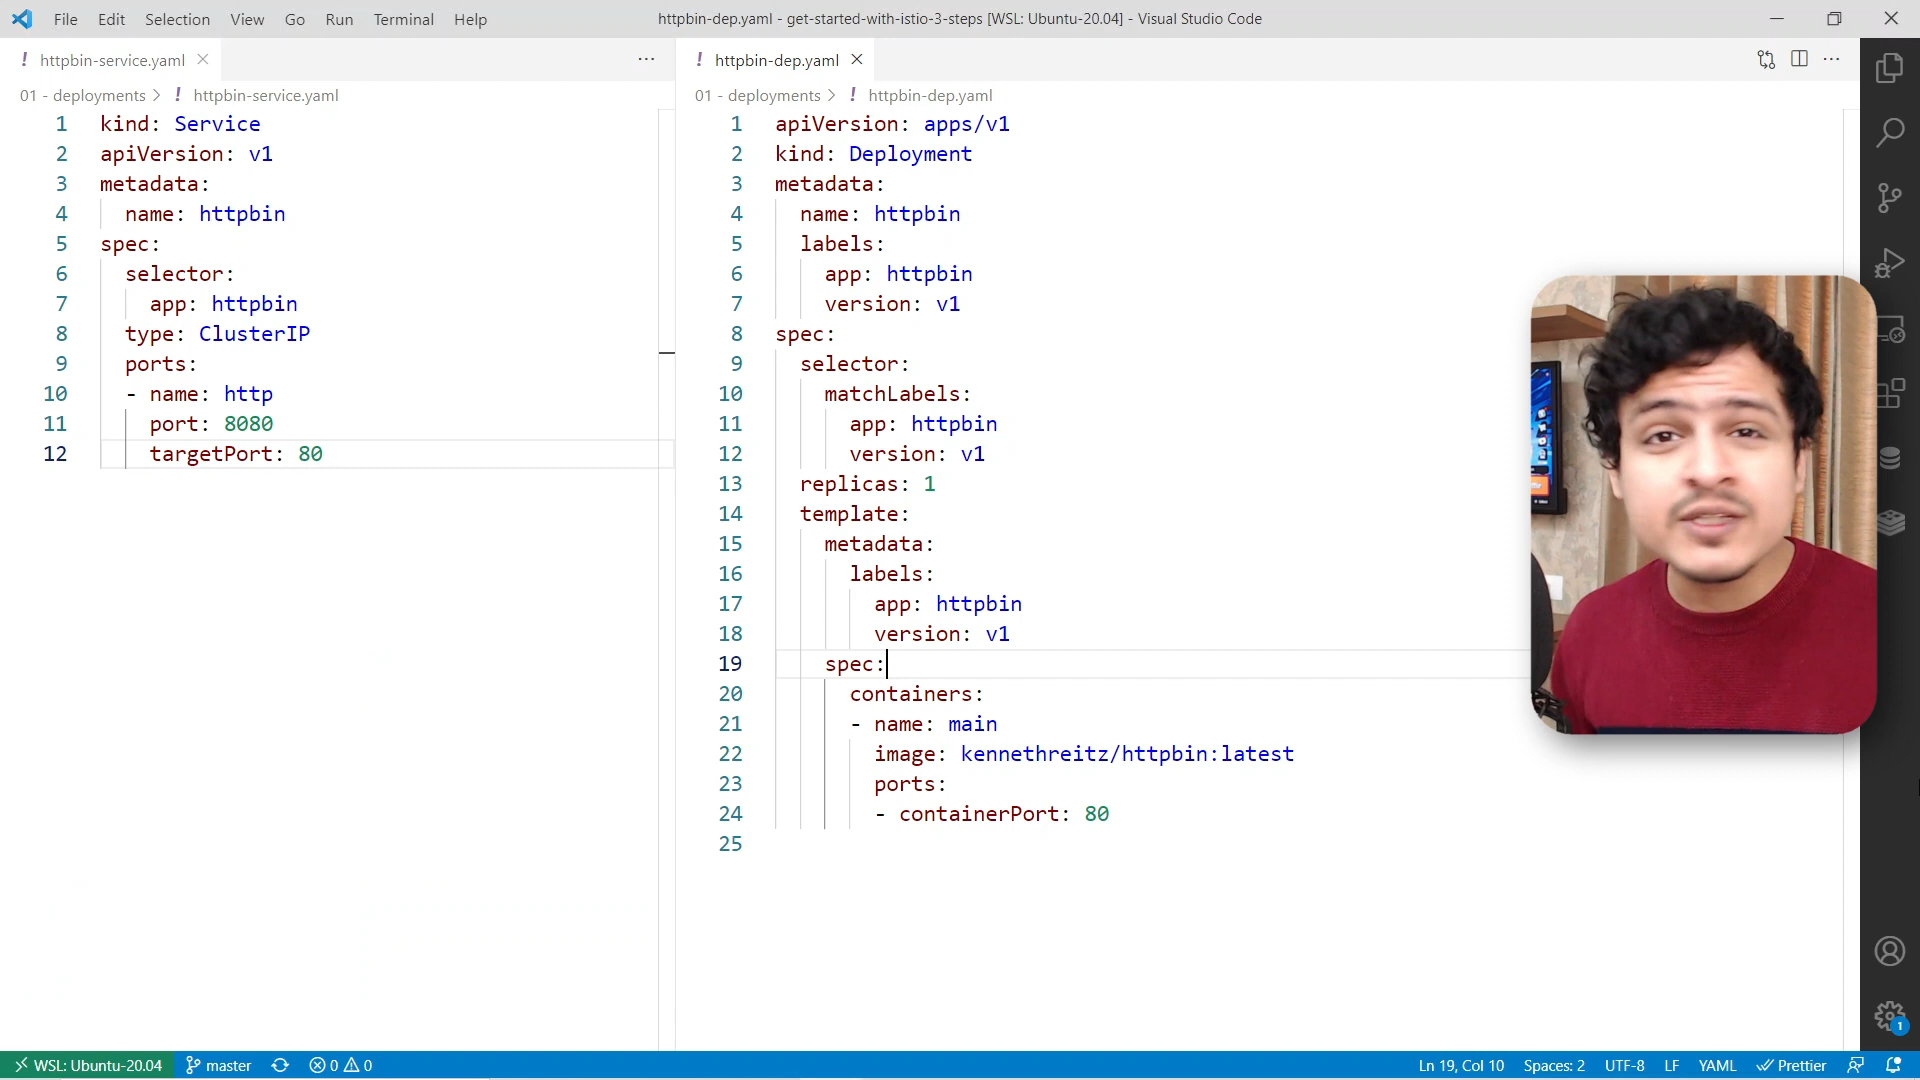 File Edit Selection View Go Run Terminal Help
httpbin-dep.yaml - get-started-with-istio-3-steps [WSL: Ubuntu-20.04] - Visual Studio Code
! httpbin-service.yaml
01 - deployments > ! httpbin-service.yaml
1 kind: Service
2 apiVersion: v1
3 metadata:
4 name: httpbin
5 spec:
6 selector:
7 app: httpbin
8 type: ClusterIP
9 ports:
10 - name: http
11 port: 8080
12 targetPort: 80
! httpbin-dep.yaml
01 - deployments > ! httpbin-dep.yaml
1 apiVersion: apps/v1
2 kind: Deployment
3 metadata:
4 name: httpbin
5 labels:
6 app: httpbin
7 version: v1
8 spec:
9 selector:
10 matchLabels:
11 app: httpbin
12 version: v1
13 replicas: 1
14 template:
15 metadata:
16 labels:
17 app: httpbin
18 version: v1
19 spec:
20 containers:
21 - name: main
22 image: kennethreitz/httpbin:latest
23 ports:
24 - containerPort: 80
25
1
WSL: Ubuntu-20.04 master 0 0 Ln 19, Col 10 Spaces: 2 UTF-8 LF YAML Prettier